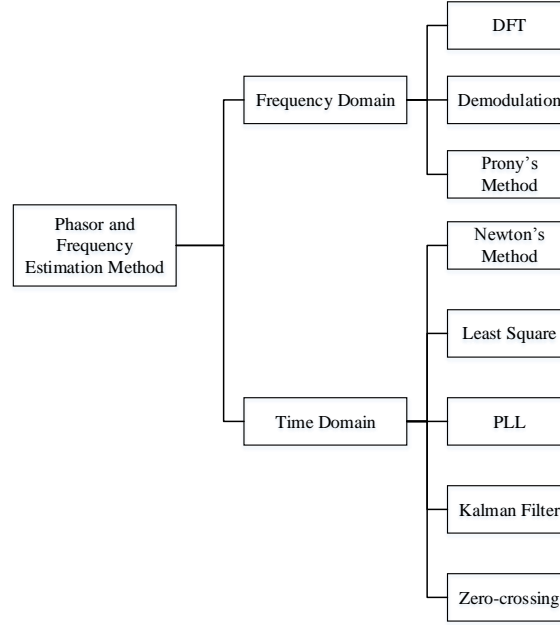 DFT
Frequency Domain
Demodulation
Prony's
Method
Phasor and
Frequency
Estimation Method
Newton's
Method
Least Square
Time Domain
PLL
Kalman Filter
Zero-crossing